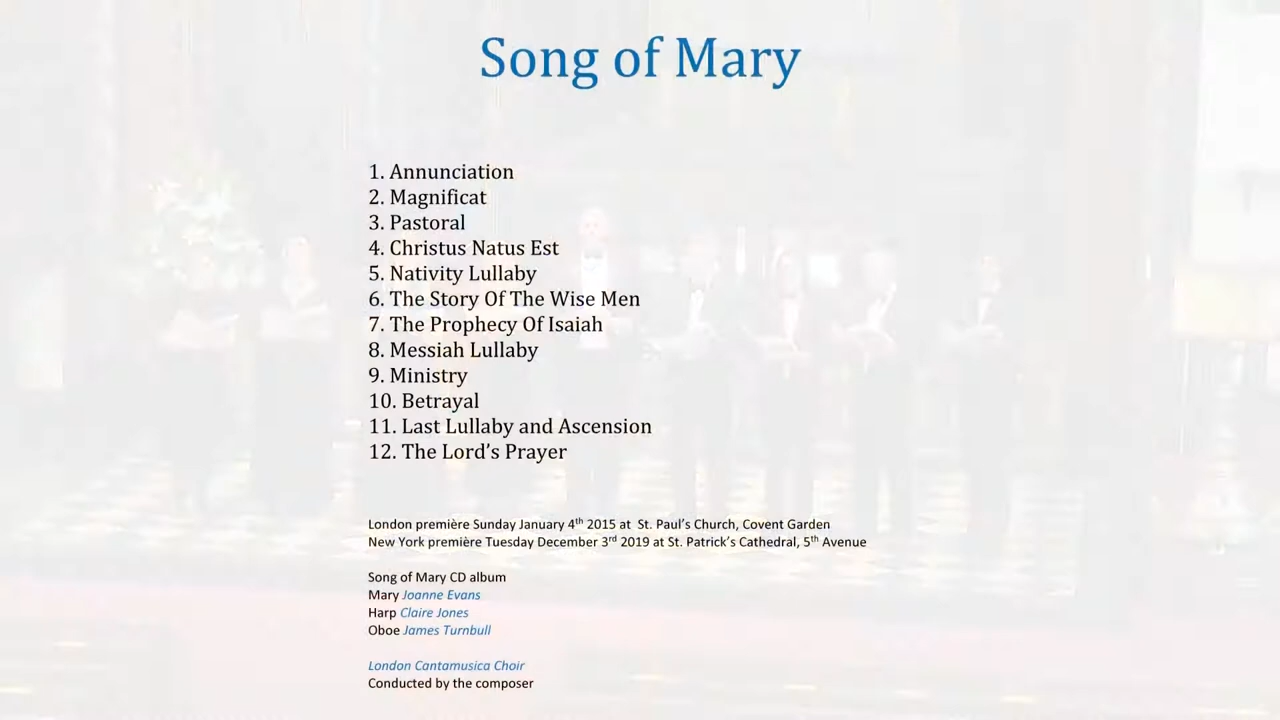 Song of Mary
1. Annunciation
2. Magnificat
3. Pastoral
4. Christus Natus Est
5. Nativity Lullaby
6. The Story Of The Wise Men
7. The Prophecy Of Isaiah
8. Messiah Lullaby
9. Ministry
10. Betrayal
11. Last Lullaby and Ascension
12. The Lord’s Prayer
London première Sunday January 4th 2015 at St. Paul’s Church, Covent Garden
New York première Tuesday December 3rd 2019 at St. Patrick’s Cathedral, 5th Avenue
Song of Mary CD album
Mary Joanne Evans
Harp Claire Jones
Oboe James Turnbull
London Cantamusica Choir
Conducted by the composer